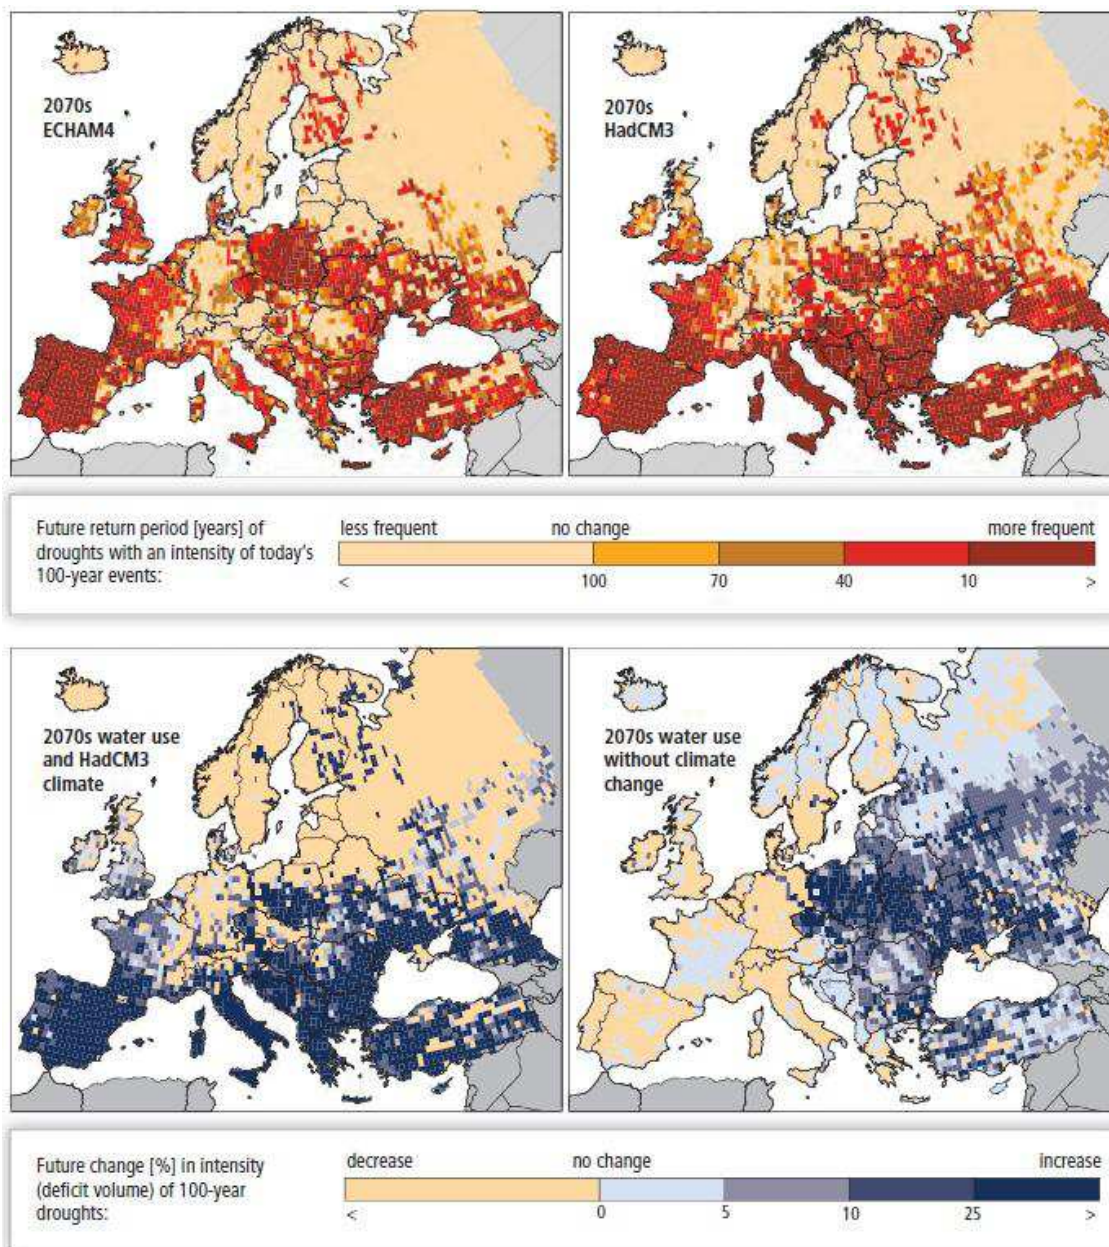 2070s
ECHAM4
2070s
HadCM3
Future return period [years] of
droughts with an intensity of today's
100-year events:
less frequent no change more frequent
< 100 70 40 10 >
2070s water use
and HadCM3
climate
2070s water use
without climate
change
Future change [%] in intensity
(deficit volume) of 100-year
droughts:
decrease no change increase
< 0 5 10 25 >